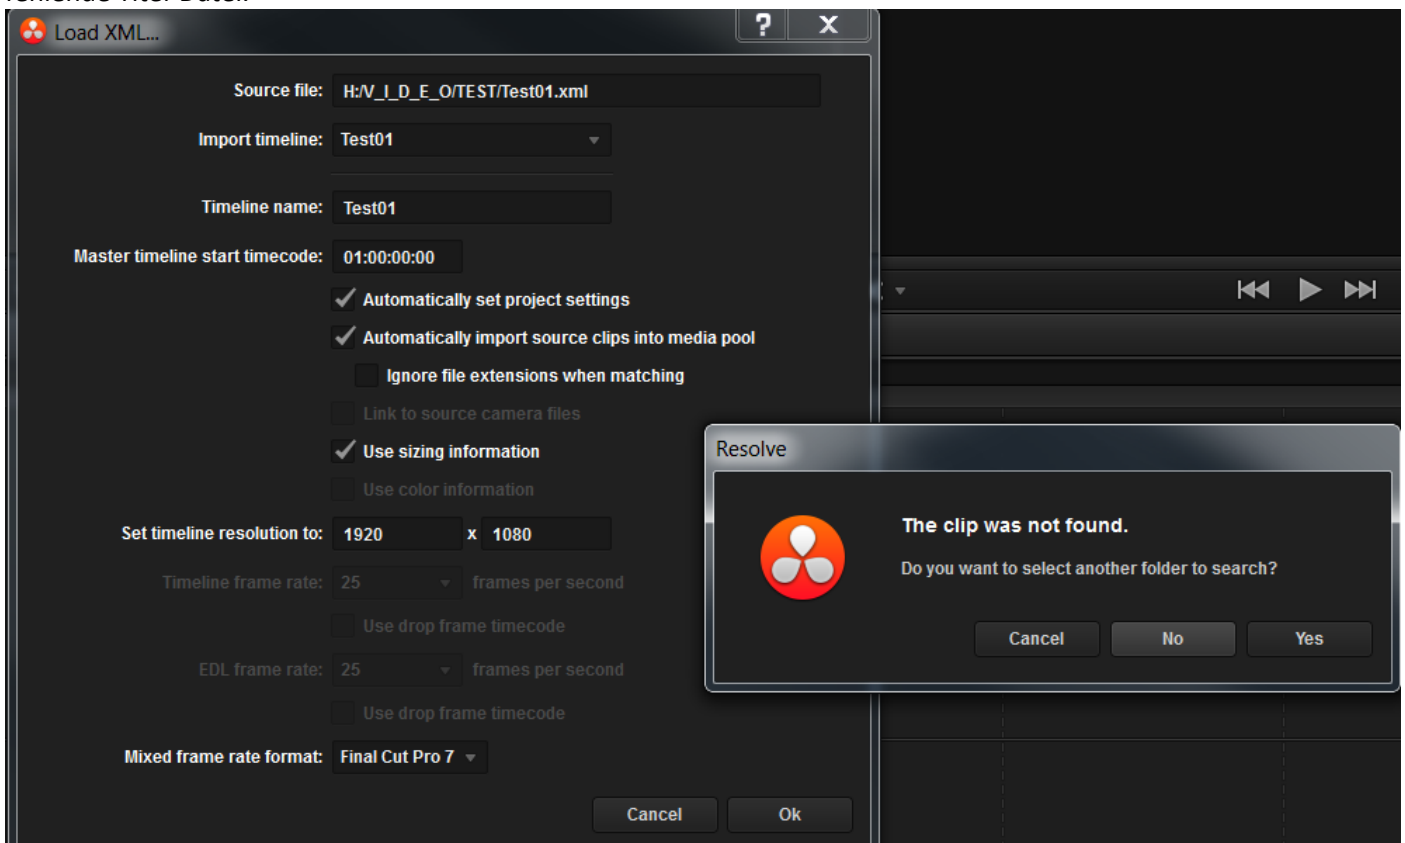 fehlende Titel Datei.
Load XML...
? X
Source file: H:/V_I_D_E_O/TEST/Test01.xml
Import timeline: Test01
Timeline name: Test01
Master timeline start timecode: 01:00:00:00
Automatically set project settings
Automatically import source clips into media pool
Ignore file extensions when matching
Link to source camera files
Use sizing information
Use color information
Set timeline resolution to: 1920 x 1080
Timeline frame rate: 25 frames per second
Use drop frame timecode
EDL frame rate: 25 frames per second
Use drop frame timecode
Mixed frame rate format: Final Cut Pro 7
Cancel Ok
Resolve
The clip was not found.
Do you want to select another folder to search?
Cancel No Yes